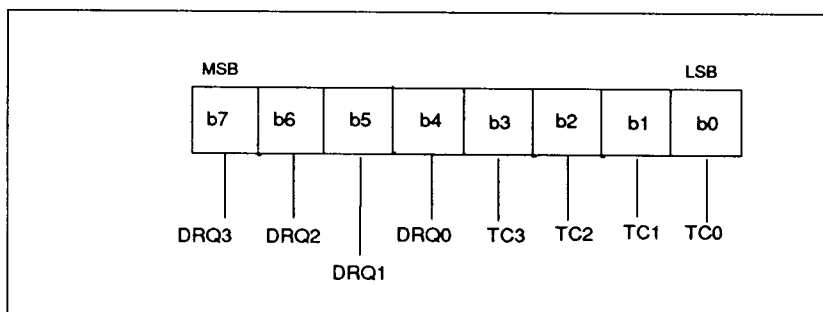 MSB LSB
b7 b6 b5 b4 b3 b2 b1 b0
DRQ3 DRQ2 DRQ0 TC3 TC2 TC1 TC0
DRQ1